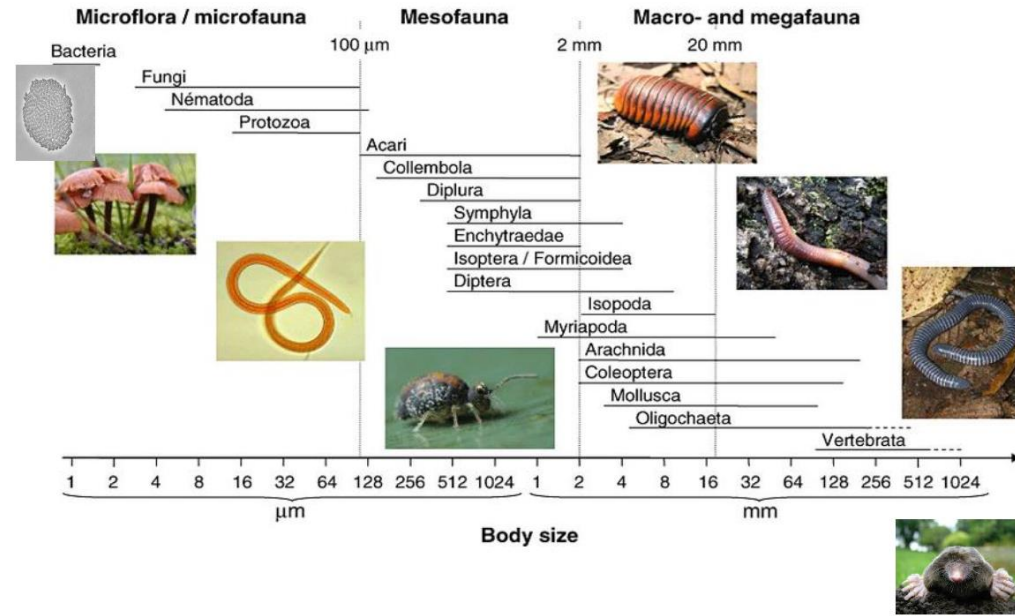 Microflora / microfauna Mesofauna Macro- and megafauna
100 µm 2 mm 20 mm
Bacteria
Fungi
Nématoda
Protozoa
Acari
Collembola
Diplura
Symphyla
Enchytraedae
Isoptera / Formicoidea
Diptera
Isopoda
Myriapoda
Arachnida
Coleoptera
Mollusca
Oligochaeta
Vertebrata
1 2 4 8 16 32 64 128 256 512 1024 1 2 4 8 16 32 64 128 256 512 1024
µm mm
Body size